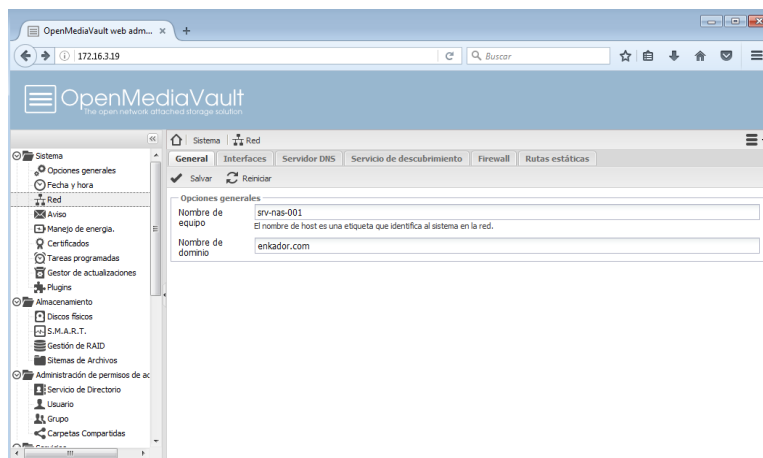 OpenMediaVault web adm...
172.16.3.19
Buscar
OpenMediaVault
The open network attached storage solution
Sistema
Opciones generales
Fecha y hora
Red
Aviso
Manejo de energia.
Certificados
Tareas programadas
Gestor de actualizaciones
Plugins
Almacenamiento
Discos físicos
S.M.A.R.T.
Gestión de RAID
Sitemas de Archivos
Administración de permisos de ac
Servicio de Directorio
Usuario
Grupo
Carpetas Compartidas
Sistema Red
General Interfaces Servidor DNS Servicio de descubrimiento Firewall Rutas estáticas
Salvar Reiniciar
Opciones generales
Nombre de equipo srv-nas-001
El nombre de host es una etiqueta que identifica al sistema en la red.
Nombre de dominio enkador.com